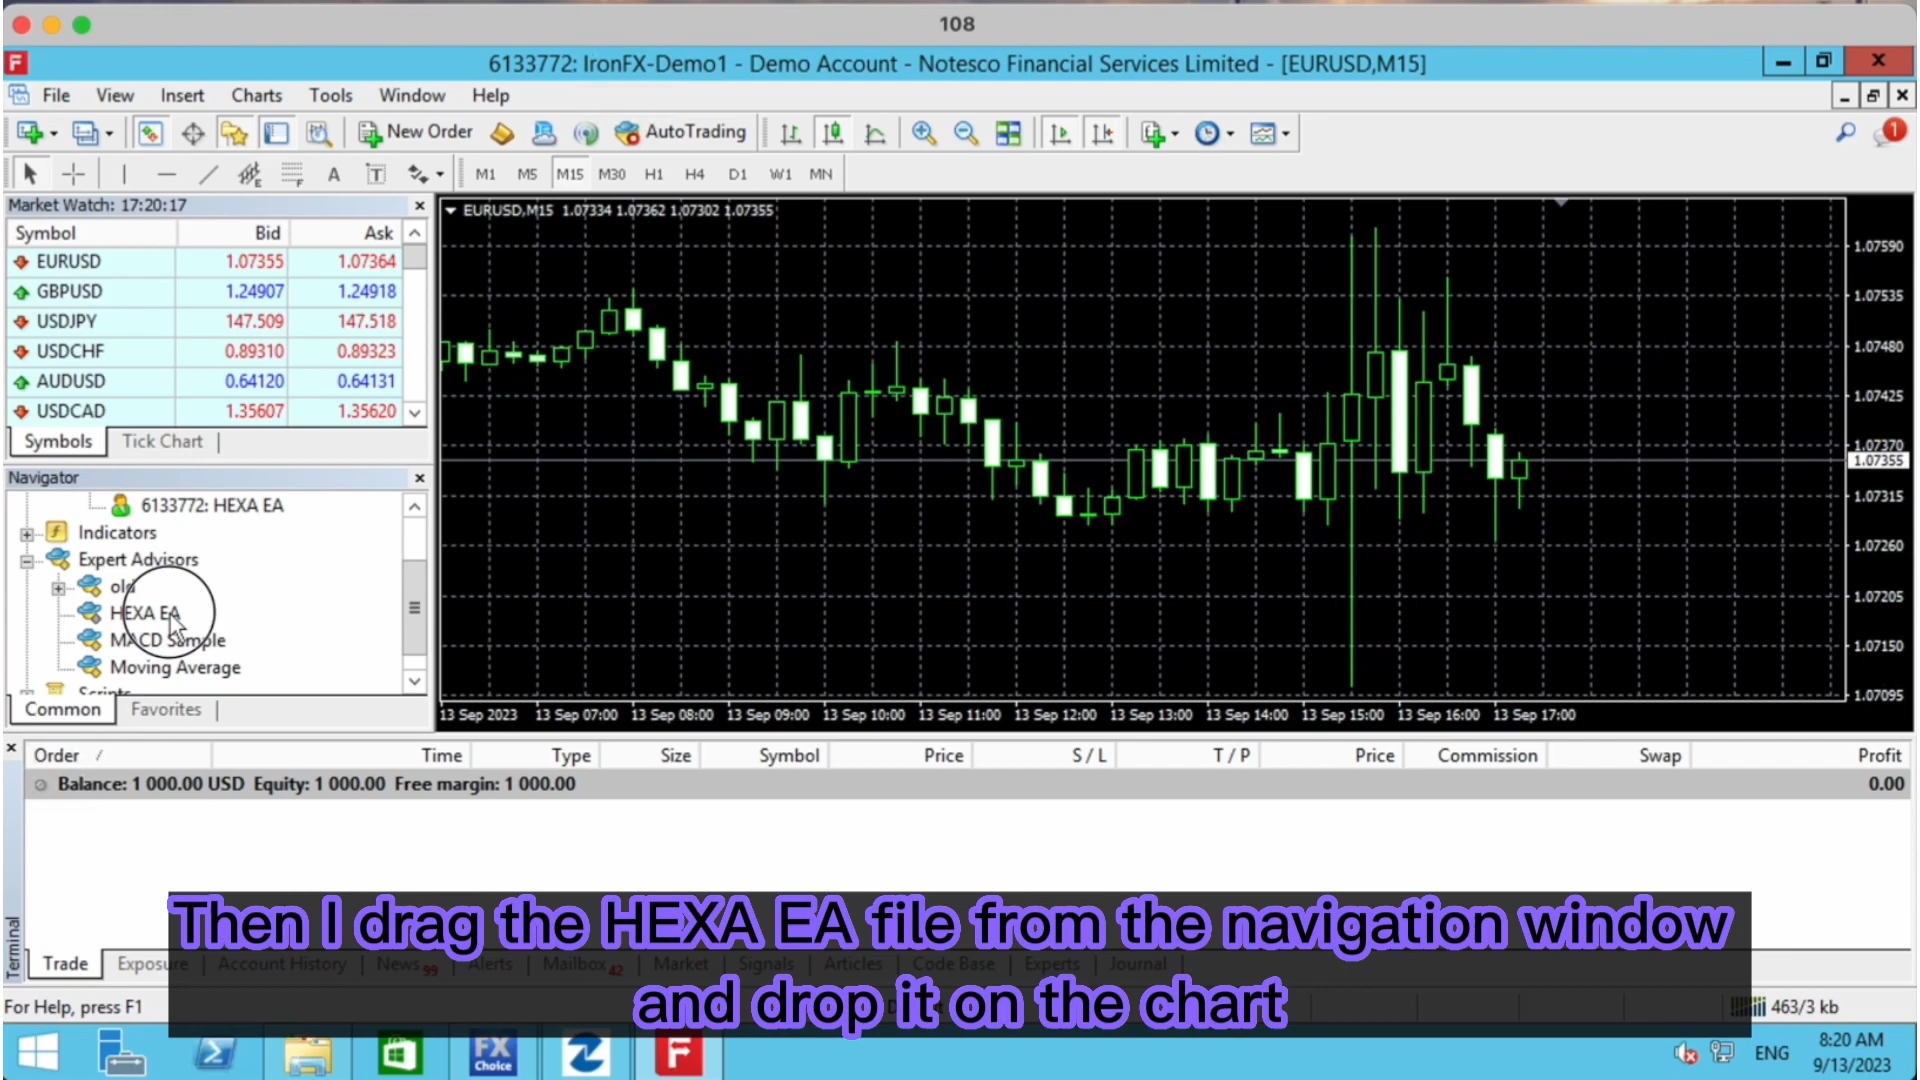 108
6133772: IronFX-Demo1 - Demo Account - Notesco Financial Services Limited - [EURUSD,M15]
File View Insert Charts Tools Window Help
New Order AutoTrading
1
A T M1 M5 M15 M30 H1 H4 D1 W1 MN
Market Watch: 17:20:17
Symbol Bid Ask
EURUSD 1.07355 1.07364
GBPUSD 1.24907 1.24918
USDJPY 147.509 147.518
USDCHF 0.89310 0.89323
AUDUSD 0.64120 0.64131
USDCAD 1.35607 1.35620
Symbols Tick Chart
Navigator
6133772: HEXA EA
Indicators
Expert Advisors
old
HEXA EA
MACD Sample
Moving Average
Scripts
Common Favorites
EURUSD,M15 1.07334 1.07362 1.07302 1.07355
1.07590
1.07535
1.07480
1.07425
1.07370
1.07355
1.07315
1.07260
1.07205
1.07150
1.07095
13 Sep 2023 13 Sep 07:00 13 Sep 08:00 13 Sep 09:00 13 Sep 10:00 13 Sep 11:00 13 Sep 12:00 13 Sep 13:00 13 Sep 14:00 13 Sep 15:00 13 Sep 16:00 13 Sep 17:00
Order / Time Type Size Symbol Price S / L T / P Price Commission Swap Profit
Balance: 1 000.00 USD Equity: 1 000.00 Free margin: 1 000.00 0.00
Then I drag the HEXA EA file from the navigation window
and drop it on the chart
Terminal
Trade Exposure Account History News 99 Alerts Mailbox 42 Market Signals Articles Code Base Experts Journal
For Help, press F1
463/3 kb
FX
Choice
ENG
8:20 AM
9/13/2023